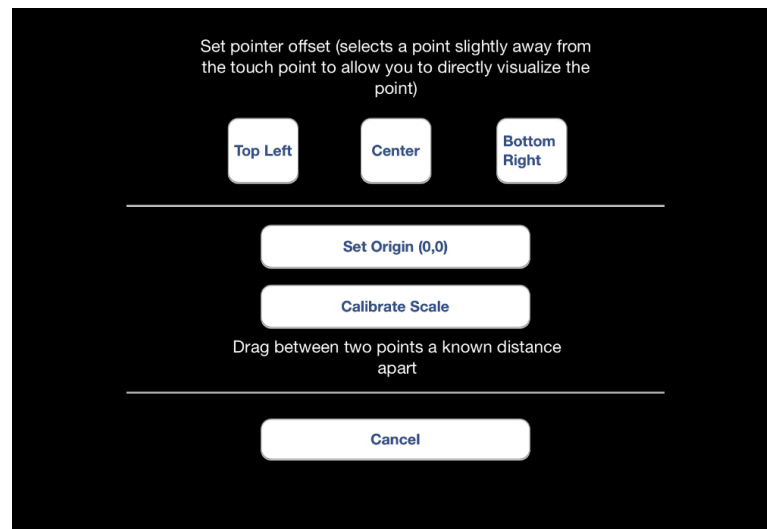 Set pointer offset (selects a point slightly away from
the touch point to allow you to directly visualize the
point)
Top Left
Center
Bottom
Right
Set Origin (0,0)
Calibrate Scale
Drag between two points a known distance
apart
Cancel